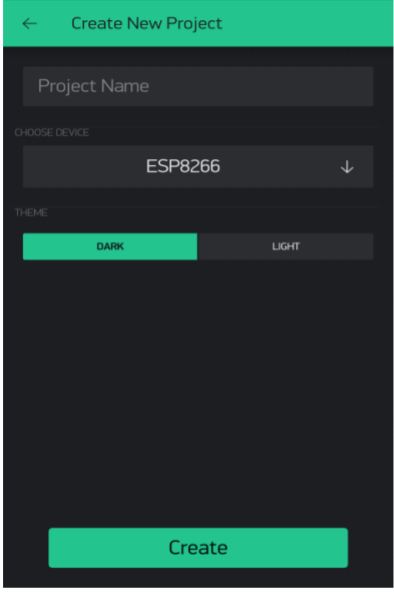 Create New Project
Project Name
CHOOSE DEVICE
ESP8266
THEME
DARK LIGHT
Create